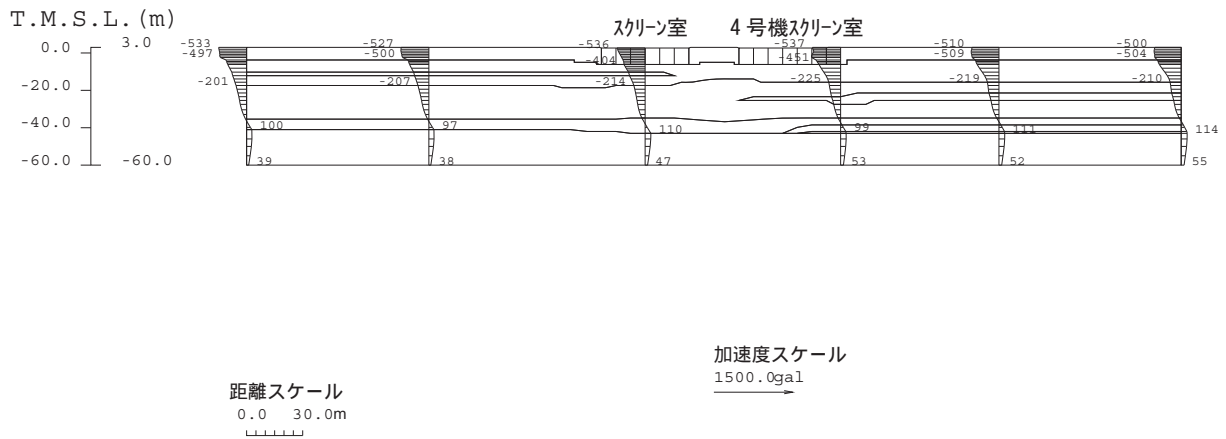 T.M.S.L.(m)
スクリーン室 4号機スクリーン室
0.0 3.0 -533 -527 -536 -537 -510 -500
-497 -500 -404 -451 -509 -504
-20.0 -201 -207 -214 -225 -219 -210
-40.0 100 97 110 99 111 114
-60.0 -60.0 39 38 47 53 52 55
加速度スケール
1500.0gal
距離スケール
0.0 30.0m